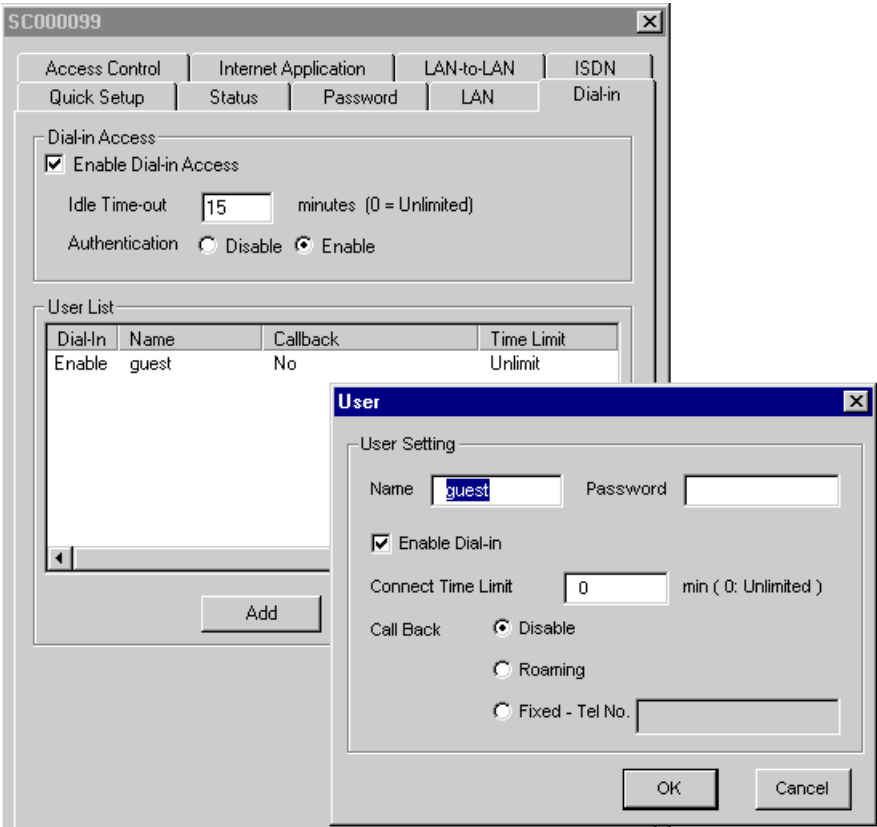 SC000099
Access Control Internet Application LAN-to-LAN ISDN
Quick Setup Status Password LAN Dial-in
Dial-in Access
Enable Dial-in Access
Idle Time-out 15 minutes (0 = Unlimited)
Authentication Disable Enable
User List
Dial-In Name Callback Time Limit
Enable guest No Unlimit
Add
User
User Setting
Name guest Password
Enable Dial-in
Connect Time Limit 0 min ( 0: Unlimited )
Call Back Disable
Roaming
Fixed - Tel No.
OK Cancel